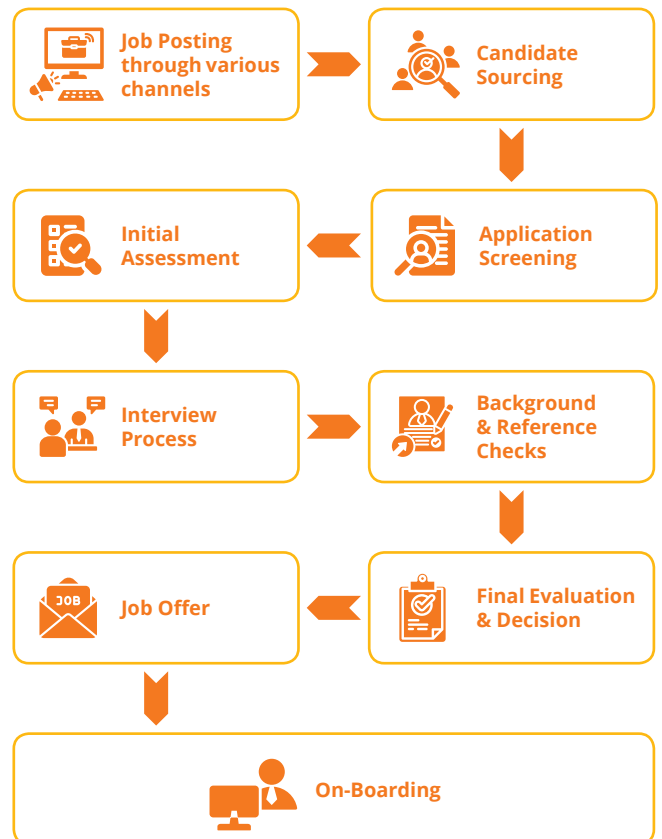 Job Posting
through various
channels
Candidate
Sourcing
Application
Screening
Initial
Assessment
Interview
Process
Background
& Reference
Checks
Final Evaluation
& Decision
JOB
Job Offer
On-Boarding